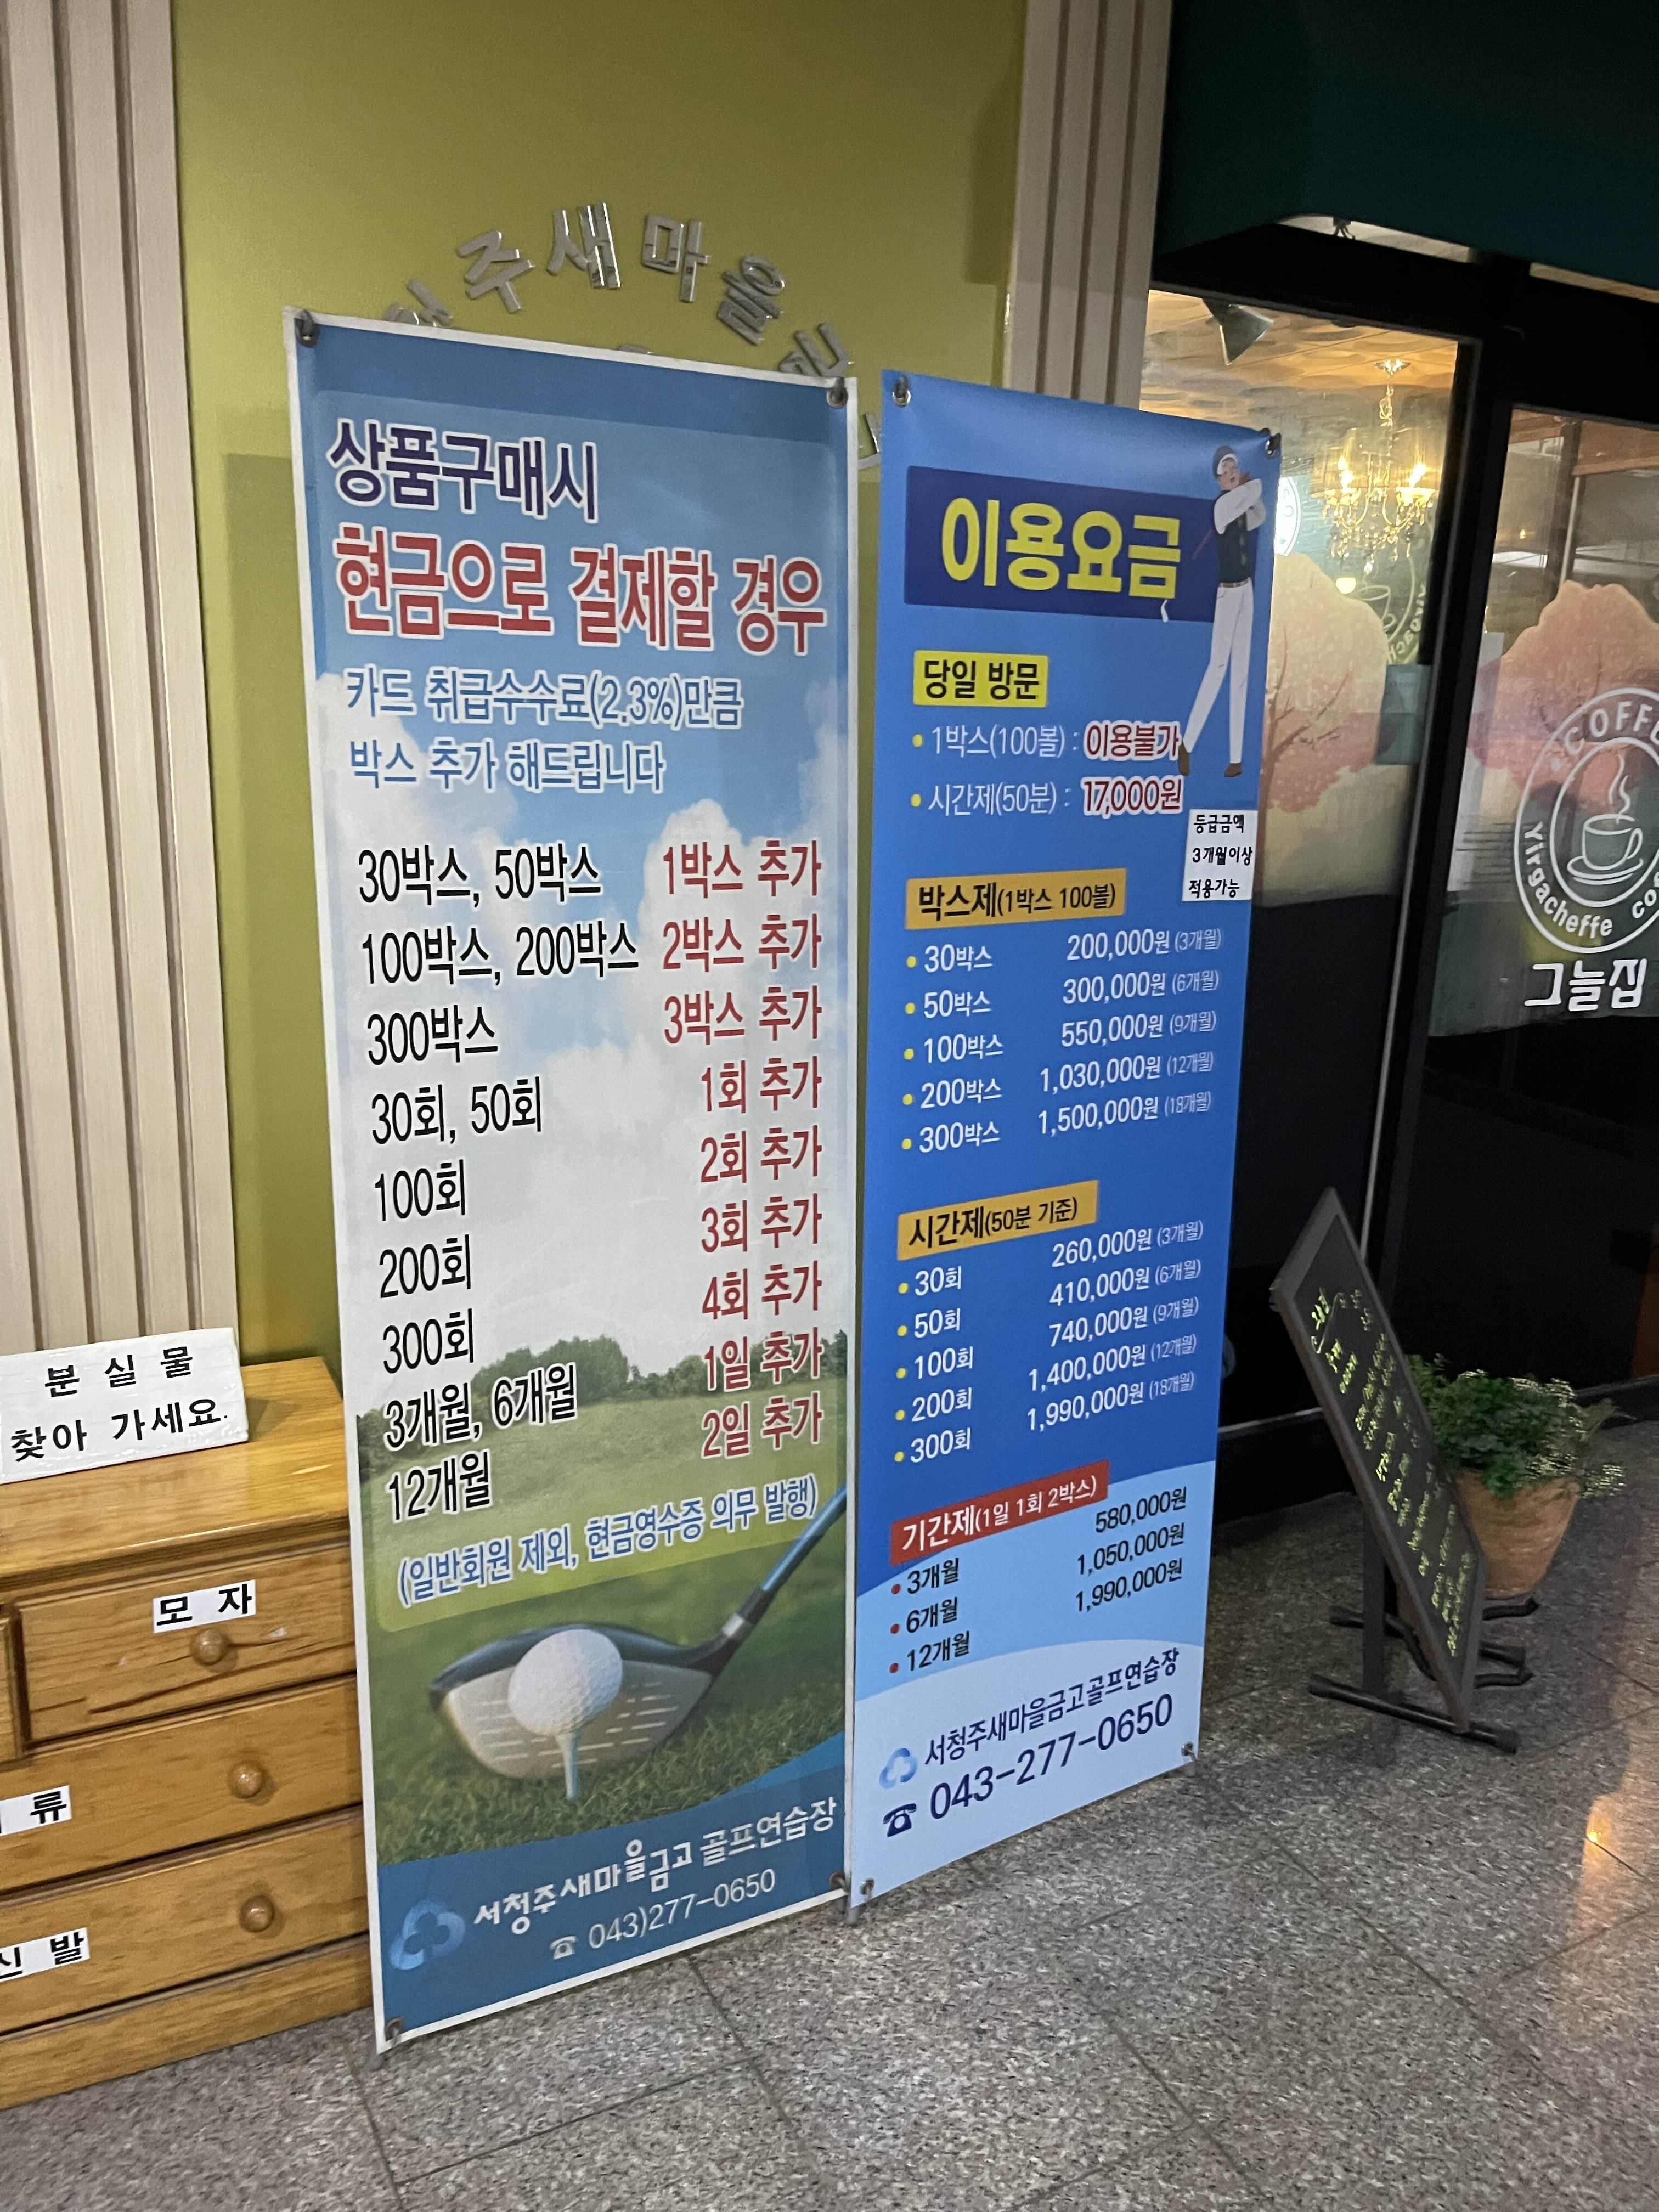 주새마을
상품구매시
현금으로 결제할 경우
카드 취급수수료(2.3%)만큼
박스 추가 해드립니다
30박스, 50박스 1박스 추가
100박스, 200박스 2박스 추가
300박스 3박스 추가
30회, 50회 1회 추가
100회 2회 추가
200회 3회 추가
300회 4회 추가
3개월, 6개월 1일 추가
12개월 2일 추가
(일반회원 제외, 현금영수증 의무 발행)
서청주새마을금고 골프연습장
☎ 043)277-0650
이용요금
당일 방문
• 1박스(100볼) : 이용불가
• 시간제(50분) : 17,000원
등급금액
3개월이상
적용가능
박스제(1박스 100볼)
• 30박스 200,000원 (3개월)
• 50박스 300,000원 (6개월)
• 100박스 550,000원 (9개월)
• 200박스 1,030,000원 (12개월)
• 300박스 1,500,000원 (18개월)
시간제(50분 기준)
• 30회 260,000원 (3개월)
• 50회 410,000원 (6개월)
• 100회 740,000원 (9개월)
• 200회 1,400,000원 (12개월)
• 300회 1,990,000원 (18개월)
기간제(1일 1회 2박스)
• 3개월 580,000원
• 6개월 1,050,000원
• 12개월 1,990,000원
서청주새마을금고골프연습장
☎ 043-277-0650
분실물
찾아 가세요.
모 자
류
신 발
COFFE
Yirgacheffe
그늘집